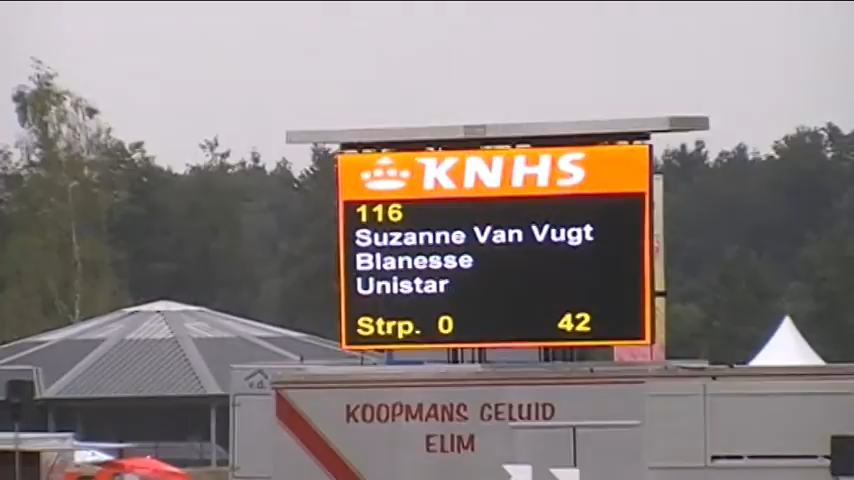 KNHS
116
Suzanne Van Vugt
Blanesse
Unistar
Strp. 0 42
v.d.
KOOPMANS GELUID
ELIM